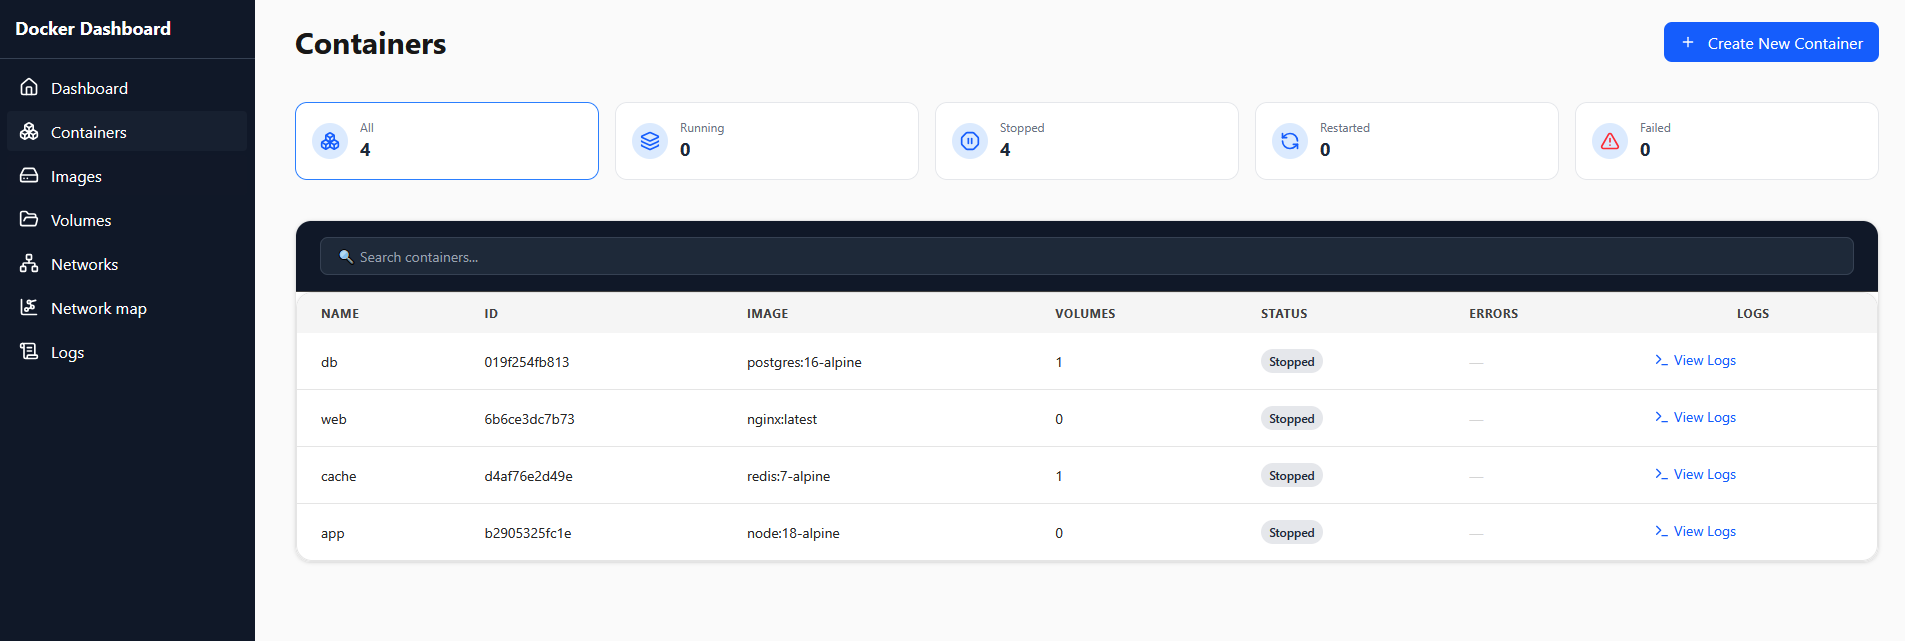 Docker Dashboard
Dashboard
Containers
Images
Volumes
Networks
Network map
Logs
Containers
+ Create New Container
All
4
Running
0
Stopped
4
Restarted
0
Failed
0
Search containers...
NAME ID IMAGE VOLUMES STATUS ERRORS LOGS
db 019f254fb813 postgres:16-alpine 1 Stopped — >_ View Logs
web 6b6ce3dc7b73 nginx:latest 0 Stopped — >_ View Logs
cache d4af76e2d49e redis:7-alpine 1 Stopped — >_ View Logs
app b2905325fc1e node:18-alpine 0 Stopped — >_ View Logs